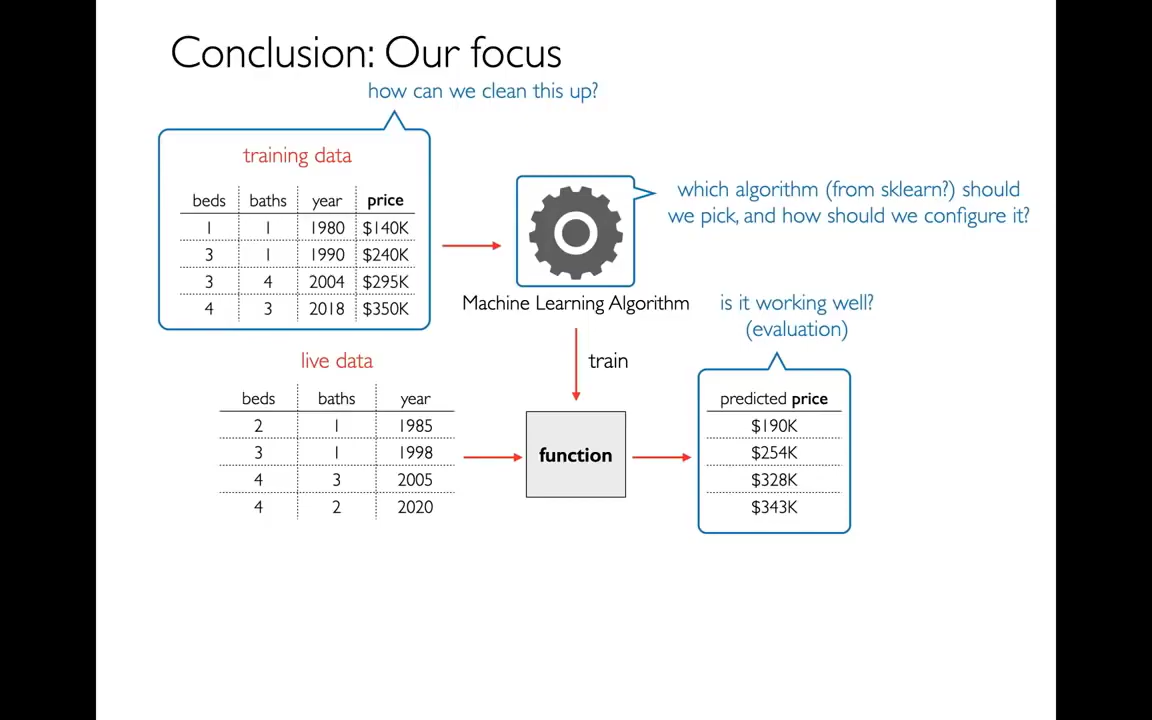 Conclusion: Our focus
how can we clean this up?
training data
beds baths year price
1 1 1980 $140K
3 1 1990 $240K
3 4 2004 $295K
4 3 2018 $350K
which algorithm (from sklearn?) should
we pick, and how should we configure it?
Machine Learning Algorithm
is it working well?
(evaluation)
train
live data
beds baths year
2 1 1985
3 1 1998
4 3 2005
4 2 2020
function
predicted price
$190K
$254K
$328K
$343K